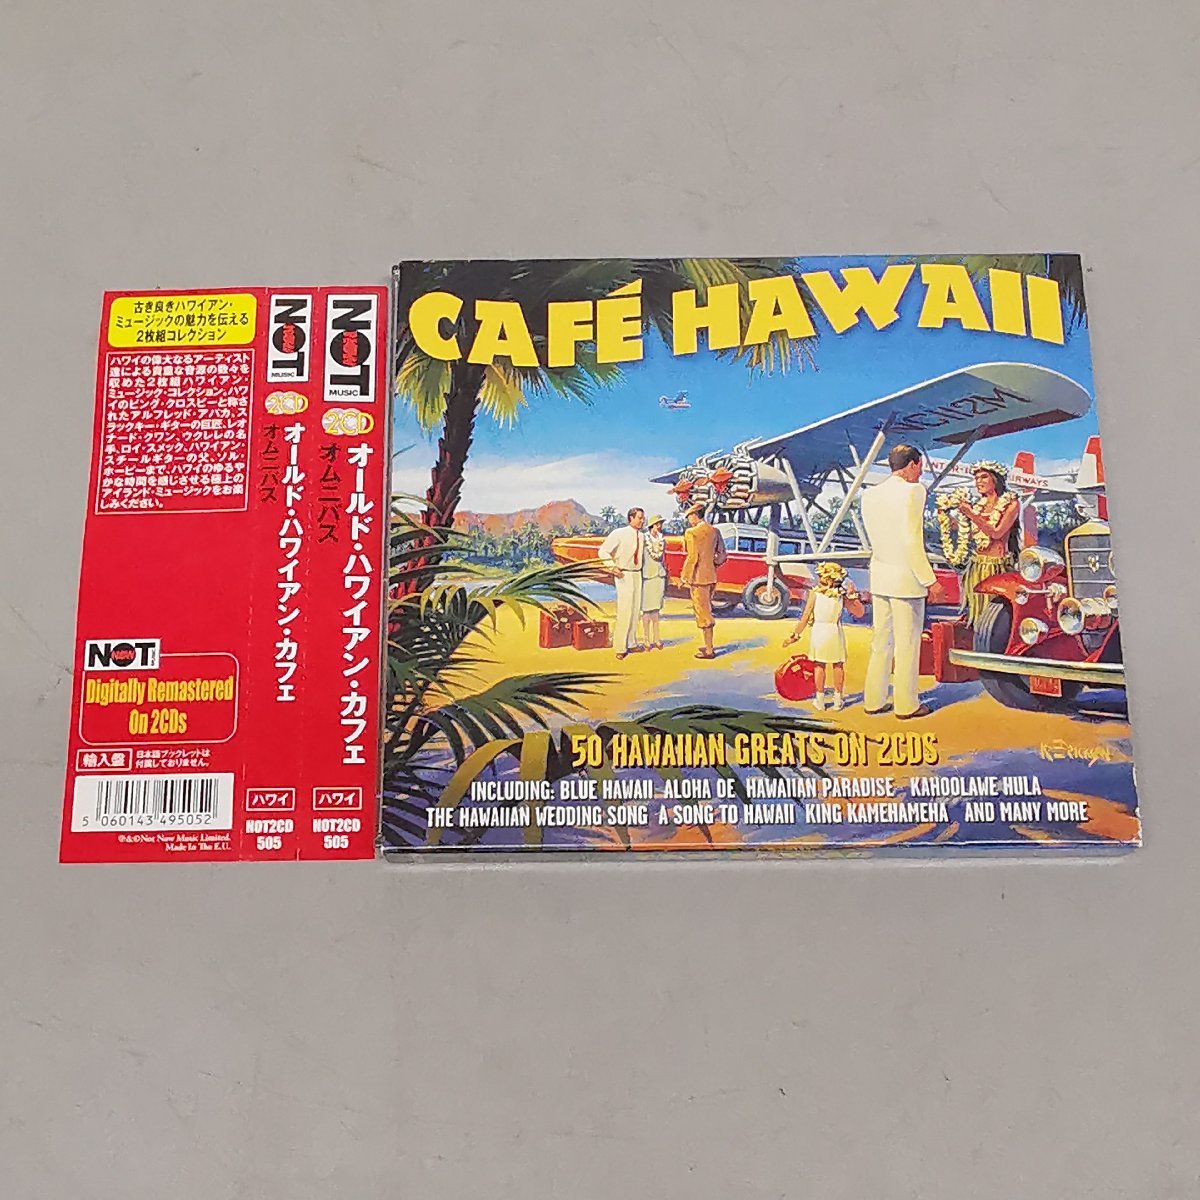 古き良きハワイアン・
ミュージックの魅力を伝える
2枚組コレクション
ハワイの偉大なるアーティスト
達による貴重な音源の数々を
収めた2枚組ハワイアン・
ミュージック・コレクション。ハワ
イのビング・クロスビーと称さ
れたアルフレッド・アパカ、ス
ラックキー・ギターの巨匠、レオ
ナード・クワン、ウクレレの名
手、ロイ・スメック、ハワイアン・
スチールギターの父、ソル・
ホーピーまで、ハワイのゆるや
かな時間を感じさせる極上の
アイランド・ミュージックをお楽
しみください。
NOT NOW MUSIC
Digitally Remastered
On 2CDs
輸入盤
日本語ブックレットは
付属しておりません。
5 060143 495052
℗&©Not Now Music Limited.
Made In The E.U.
NOT NOW
MUSIC
2CD
オールド・ハワイアン・カフェ
オムニバス
ハワイ
NOT2CD
505
NOT NOW
MUSIC
2CD
オールド・ハワイアン・カフェ
オムニバス
ハワイ
NOT2CD
505
CAFÉ HAWAII
NC112M
INTER-I
AIRWAYS
50 HAWAIIAN GREATS ON 2CDS
KERICKSON
INCLUDING: BLUE HAWAII ALOHA OE HAWAIIAN PARADISE KAHOOLAWE HULA
THE HAWAIIAN WEDDING SONG A SONG TO HAWAII KING KAMEHAMEHA AND MANY MORE